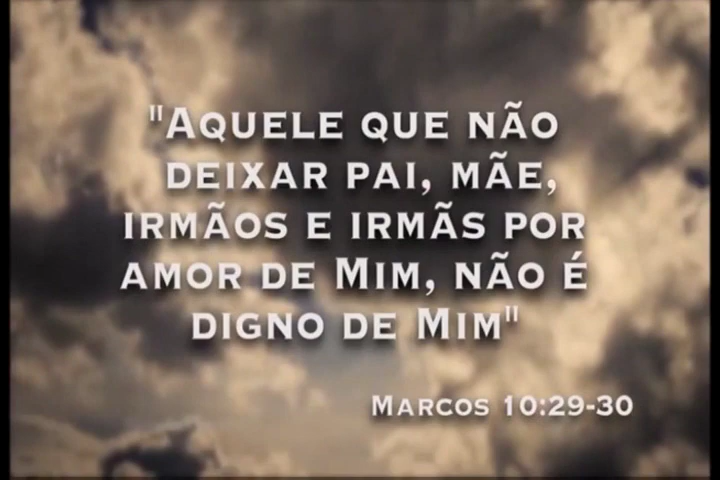 "Aquele que não
deixar pai, mãe,
irmãos e irmãs por
amor de Mim, não é
digno de Mim"
Marcos 10:29-30